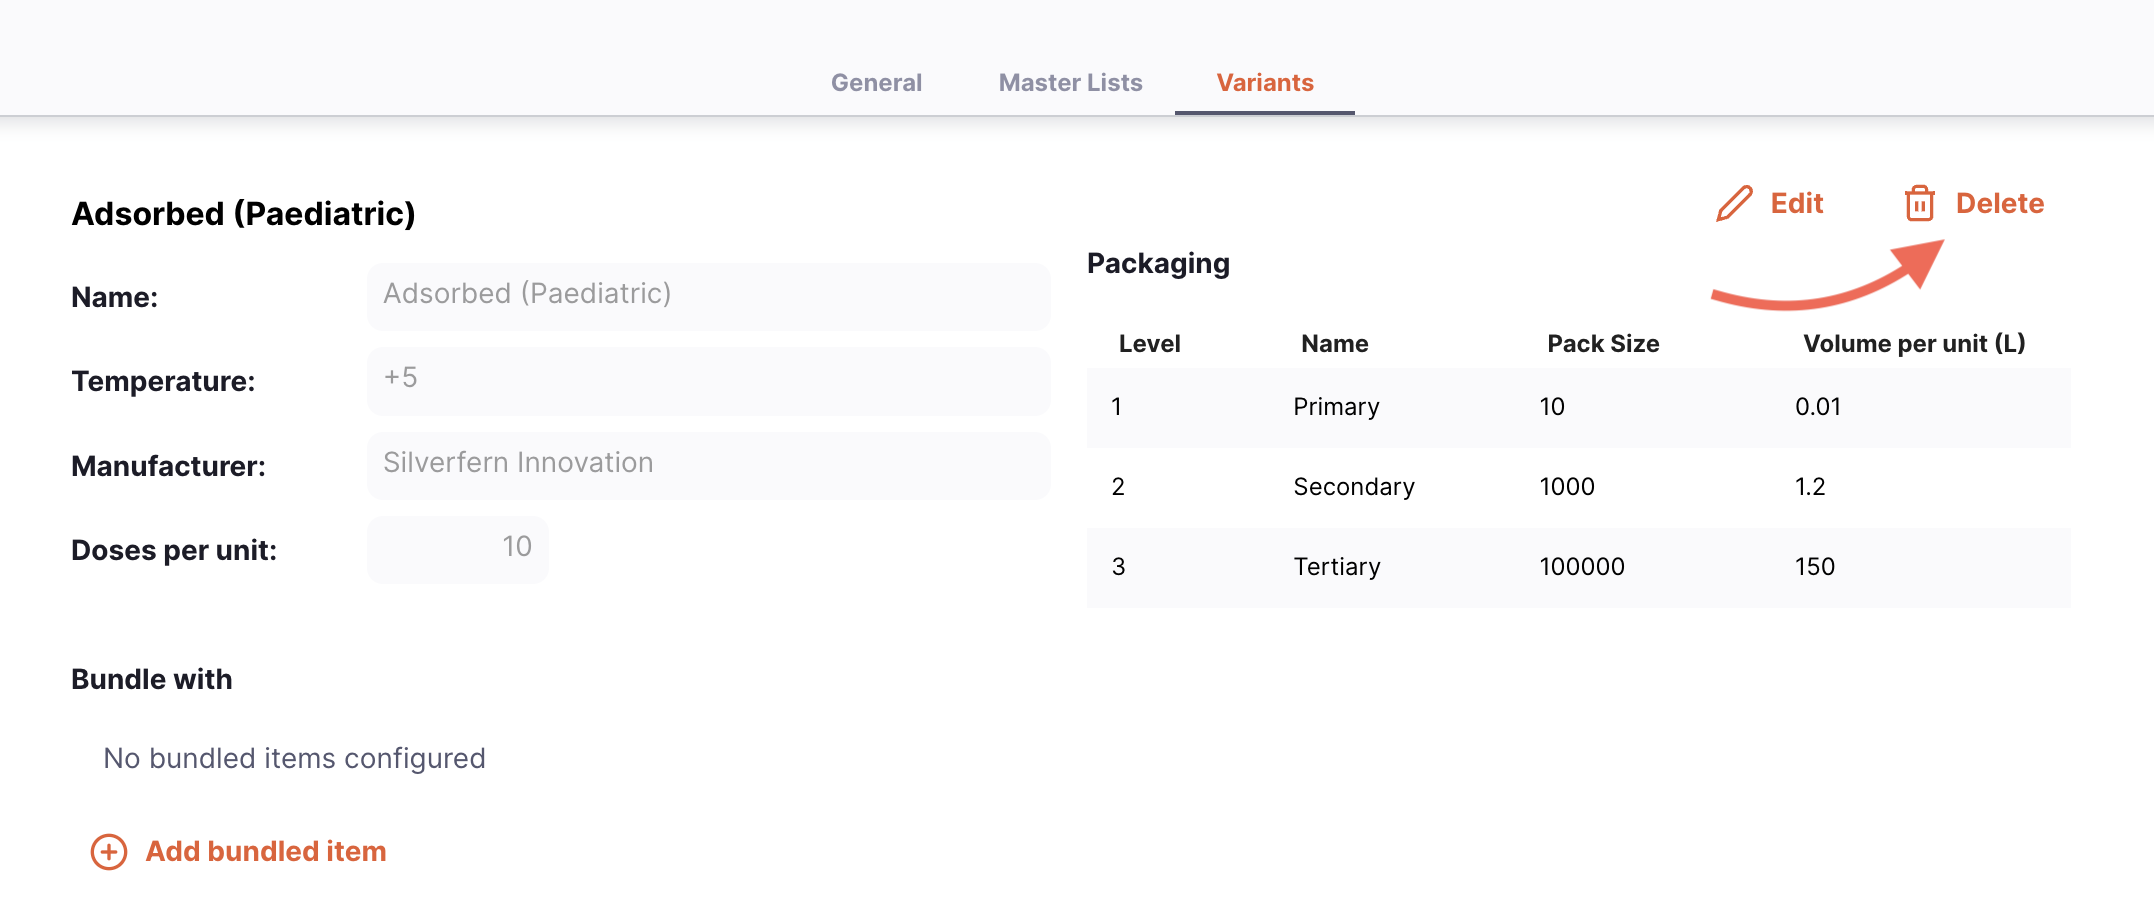 General Master Lists Variants
Edit Delete
Adsorbed (Paediatric)
Name: Adsorbed (Paediatric)
Temperature: +5
Manufacturer: Silverfern Innovation
Doses per unit: 10
Packaging
Level Name Pack Size Volume per unit (L)
1 Primary 10 0.01
2 Secondary 1000 1.2
3 Tertiary 100000 150
Bundle with
No bundled items configured
Add bundled item